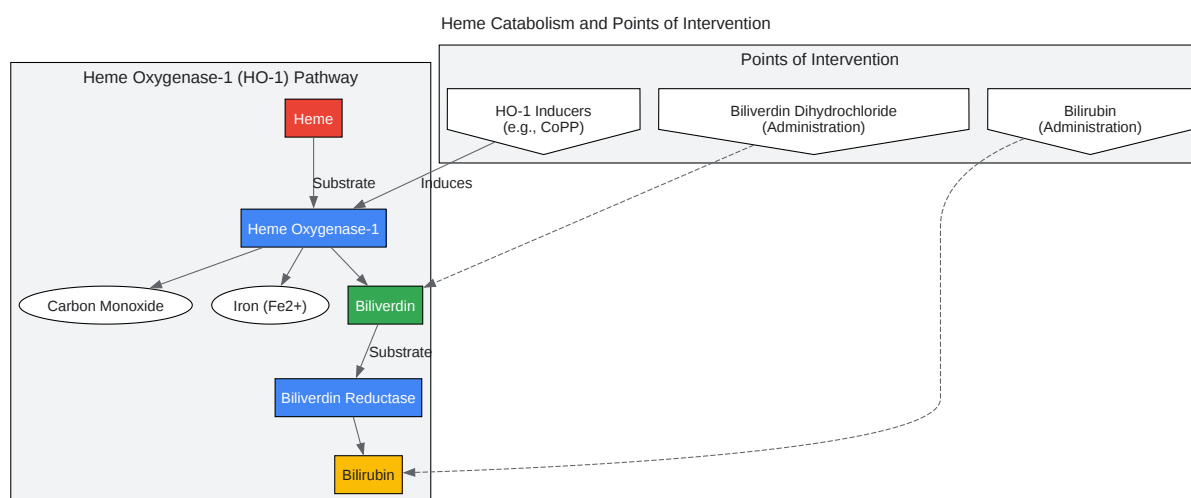 Heme Catabolism and Points of Intervention
Points of Intervention
Heme Oxygenase-1 (HO-1) Pathway
HO-1 Inducers
(e.g., CoPP)
Biliverdin Dihydrochloride
(Administration)
Bilirubin
(Administration)
Heme
Substrate
Induces
Heme Oxygenase-1
Carbon Monoxide
Iron (Fe2+)
Biliverdin
Substrate
Biliverdin Reductase
Bilirubin